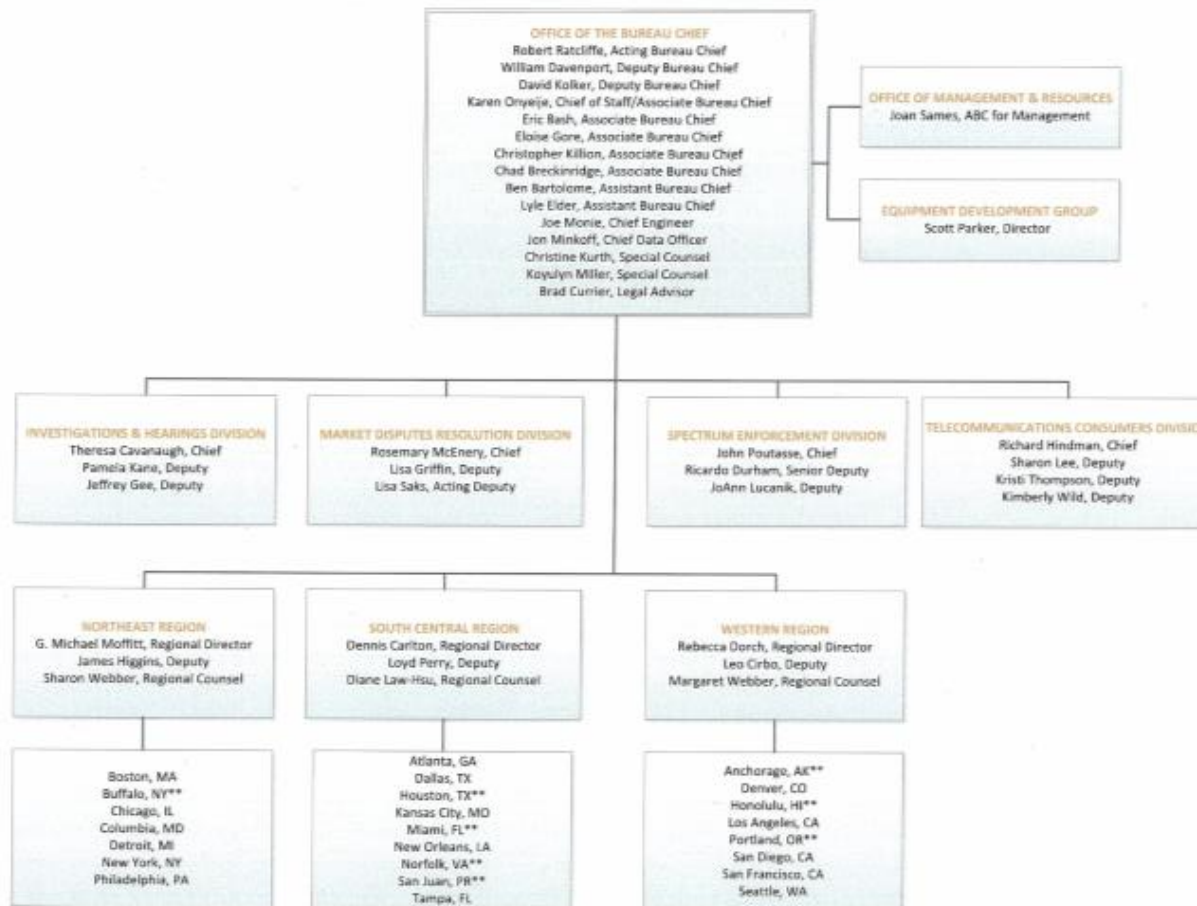 OFFICE OF THE BUREAU CHIEF
Robert Ratcliffe, Acting Bureau Chief
William Davenport, Deputy Bureau Chief
David Kolker, Deputy Bureau Chief
Karen Onyeije, Chief of Staff/Associate Bureau Chief
Eric Bash, Associate Bureau Chief
Eloise Gore, Associate Bureau Chief
Christopher Killion, Associate Bureau Chief
Chad Breckinridge, Associate Bureau Chief
Ben Bartolome, Assistant Bureau Chief
Lyle Elder, Assistant Bureau Chief
Joe Monie, Chief Engineer
Jon Minkoff, Chief Data Officer
Christine Kurth, Special Counsel
Koyulyn Miller, Special Counsel
Brad Currier, Legal Advisor
OFFICE OF MANAGEMENT & RESOURCES
Joan Sames, ABC for Management
EQUIPMENT DEVELOPMENT GROUP
Scott Parker, Director
INVESTIGATIONS & HEARINGS DIVISION
Theresa Cavanaugh, Chief
Pamela Kane, Deputy
Jeffrey Gee, Deputy
MARKET DISPUTES RESOLUTION DIVISION
Rosemary McEnery, Chief
Lisa Griffin, Deputy
Lisa Saks, Acting Deputy
SPECTRUM ENFORCEMENT DIVISION
John Poutasse, Chief
Ricardo Durham, Senior Deputy
JoAnn Lucanik, Deputy
TELECOMMUNICATIONS CONSUMERS DIVISIO
Richard Hindman, Chief
Sharon Lee, Deputy
Kristi Thompson, Deputy
Kimberly Wild, Deputy
NORTHEAST REGION
G. Michael Moffitt, Regional Director
James Higgins, Deputy
Sharon Webber, Regional Counsel
SOUTH CENTRAL REGION
Dennis Carlton, Regional Director
Loyd Perry, Deputy
Diane Law-Hsu, Regional Counsel
WESTERN REGION
Rebecca Dorch, Regional Director
Leo Cirbo, Deputy
Margaret Webber, Regional Counsel
Boston, MA
Buffalo, NY**
Chicago, IL
Columbia, MD
Detroit, MI
New York, NY
Philadelphia, PA
Atlanta, GA
Dallas, TX
Houston, TX**
Kansas City, MO
Miami, FL**
New Orleans, LA
Norfolk, VA**
San Juan, PR**
Tampa, FL
Anchorage, AK**
Denver, CO
Honolulu, HI**
Los Angeles, CA
Portland, OR**
San Diego, CA
San Francisco, CA
Seattle, WA